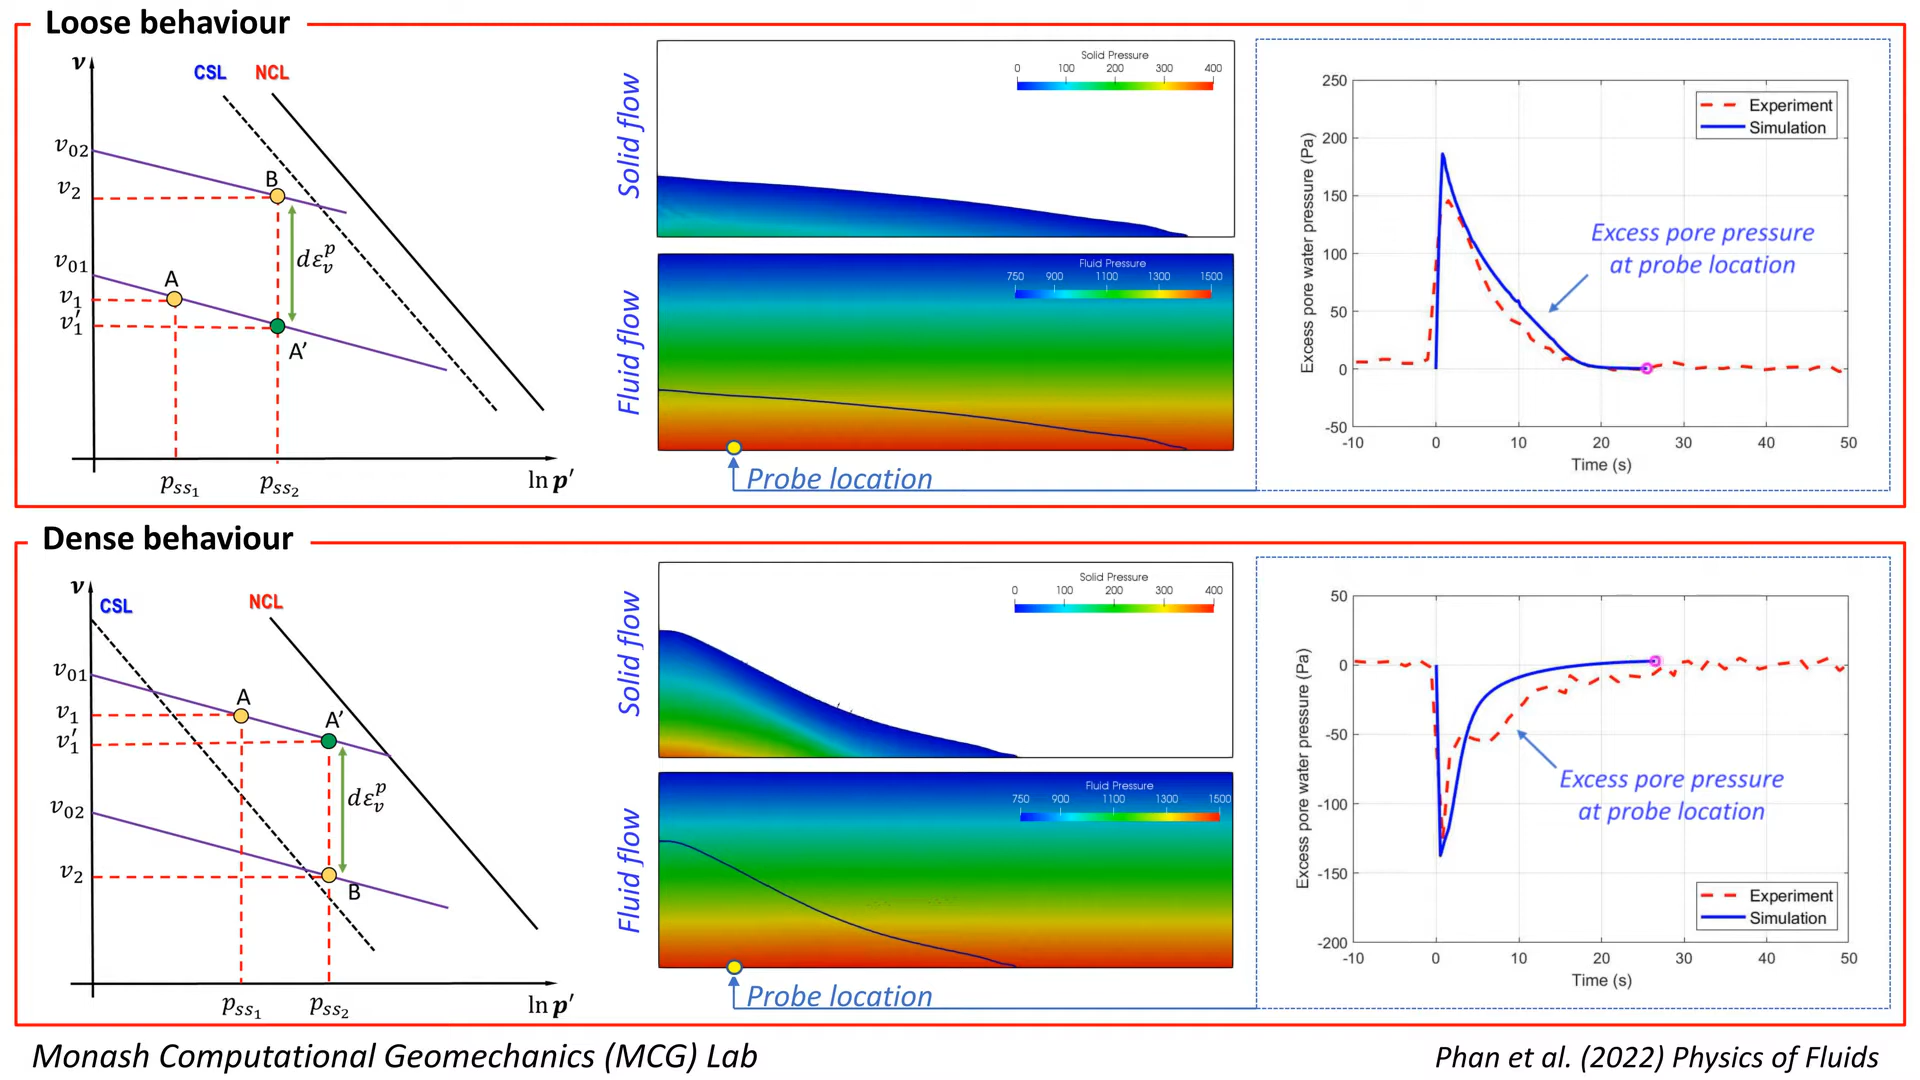 Loose behaviour
ν
CSL
NCL
v₀₂
v₂
B
dεᵥᵖ
v₀₁
A
v₁
v₁′
A’
pₛₛ₁
pₛₛ₂
ln p′
Solid flow
Solid Pressure
0 100 200 300 400
Fluid flow
Fluid Pressure
750 900 1100 1300 1500
Probe location
Excess pore water pressure (Pa)
250
200
150
100
50
0
-50
-10 0 10 20 30 40 50
Time (s)
Experiment
Simulation
Excess pore pressure
at probe location
Dense behaviour
ν
CSL
NCL
v₀₁
A
v₁
A’
v₁′
dεᵥᵖ
v₀₂
v₂
B
pₛₛ₁
pₛₛ₂
ln p′
Solid flow
Solid Pressure
0 100 200 300 400
Fluid flow
Fluid Pressure
750 900 1100 1300 1500
Probe location
Excess pore water pressure (Pa)
50
0
-50
-100
-150
-200
-10 0 10 20 30 40 50
Time (s)
Excess pore pressure
at probe location
Experiment
Simulation
Monash Computational Geomechanics (MCG) Lab
Phan et al. (2022) Physics of Fluids